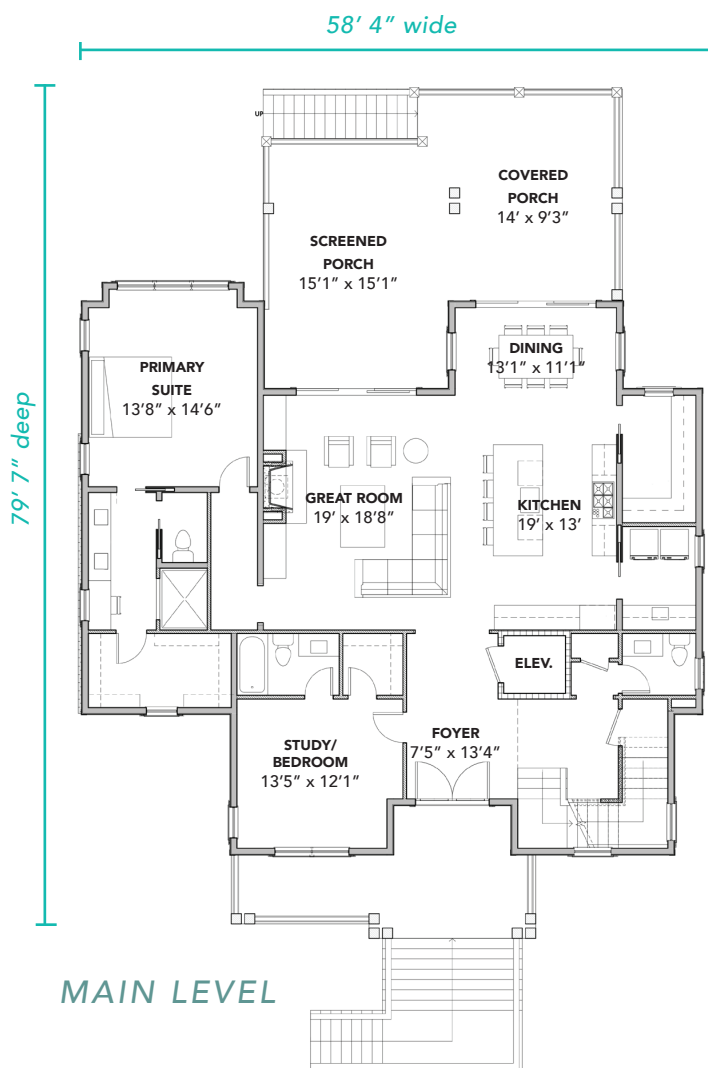 58’ 4” wide
79’ 7” deep
UP
COVERED
PORCH
14’ x 9’3”
SCREENED
PORCH
15’1” x 15’1”
DINING
13’1” x 11’1”
PRIMARY
SUITE
13’8” x 14’6”
GREAT ROOM
19’ x 18’8”
KITCHEN
19’ x 13’
ELEV.
FOYER
7’5” x 13’4”
STUDY/
BEDROOM
13’5” x 12’1”
MAIN LEVEL